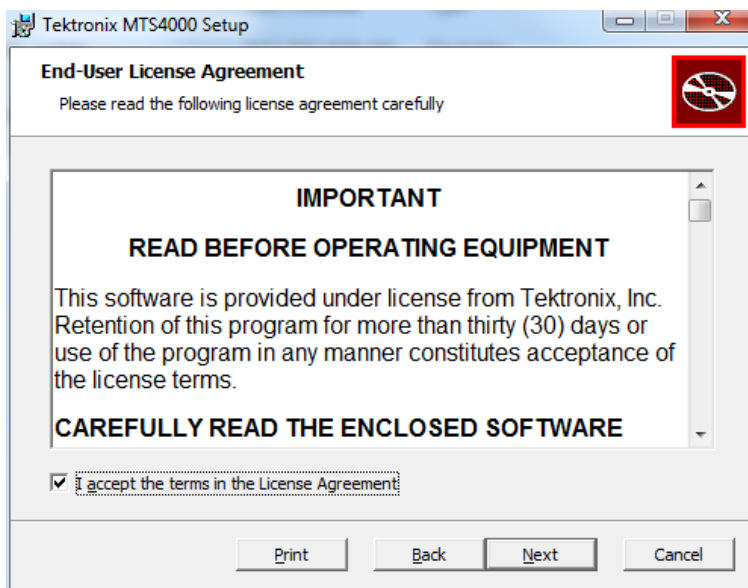 Tektronix MTS4000 Setup
End-User License Agreement
Please read the following license agreement carefully
IMPORTANT
READ BEFORE OPERATING EQUIPMENT
This software is provided under license from Tektronix, Inc.
Retention of this program for more than thirty (30) days or
use of the program in any manner constitutes acceptance of
the license terms.
CAREFULLY READ THE ENCLOSED SOFTWARE
I accept the terms in the License Agreement
Print
Back
Next
Cancel